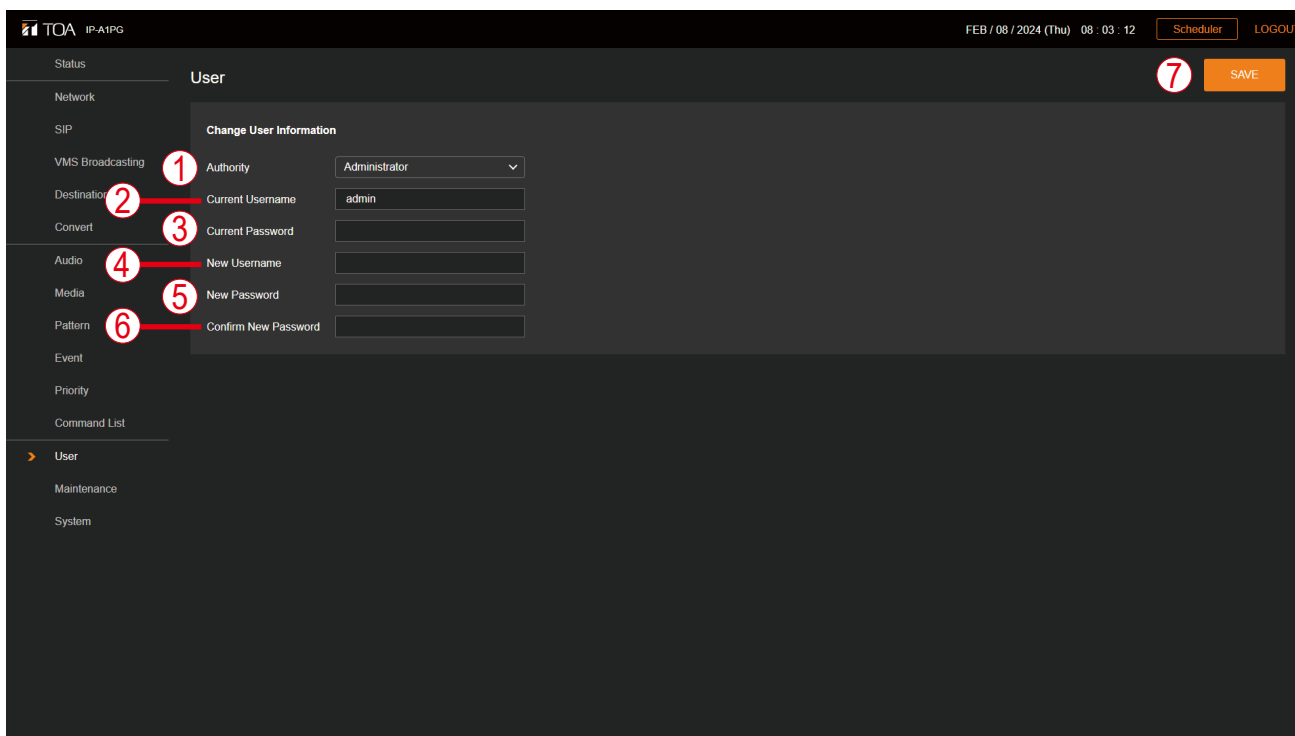 TOA IP-A1PG FEB / 08 / 2024 (Thu) 08 : 03 : 12 Scheduler LOGOU
Status
Network
SIP
VMS Broadcasting
Destination
Convert
Audio
Media
Pattern
Event
Priority
Command List
User
Maintenance
System
User 7 SAVE
Change User Information
1 Authority Administrator
2 Current Username admin
3 Current Password
4 New Username
5 New Password
6 Confirm New Password